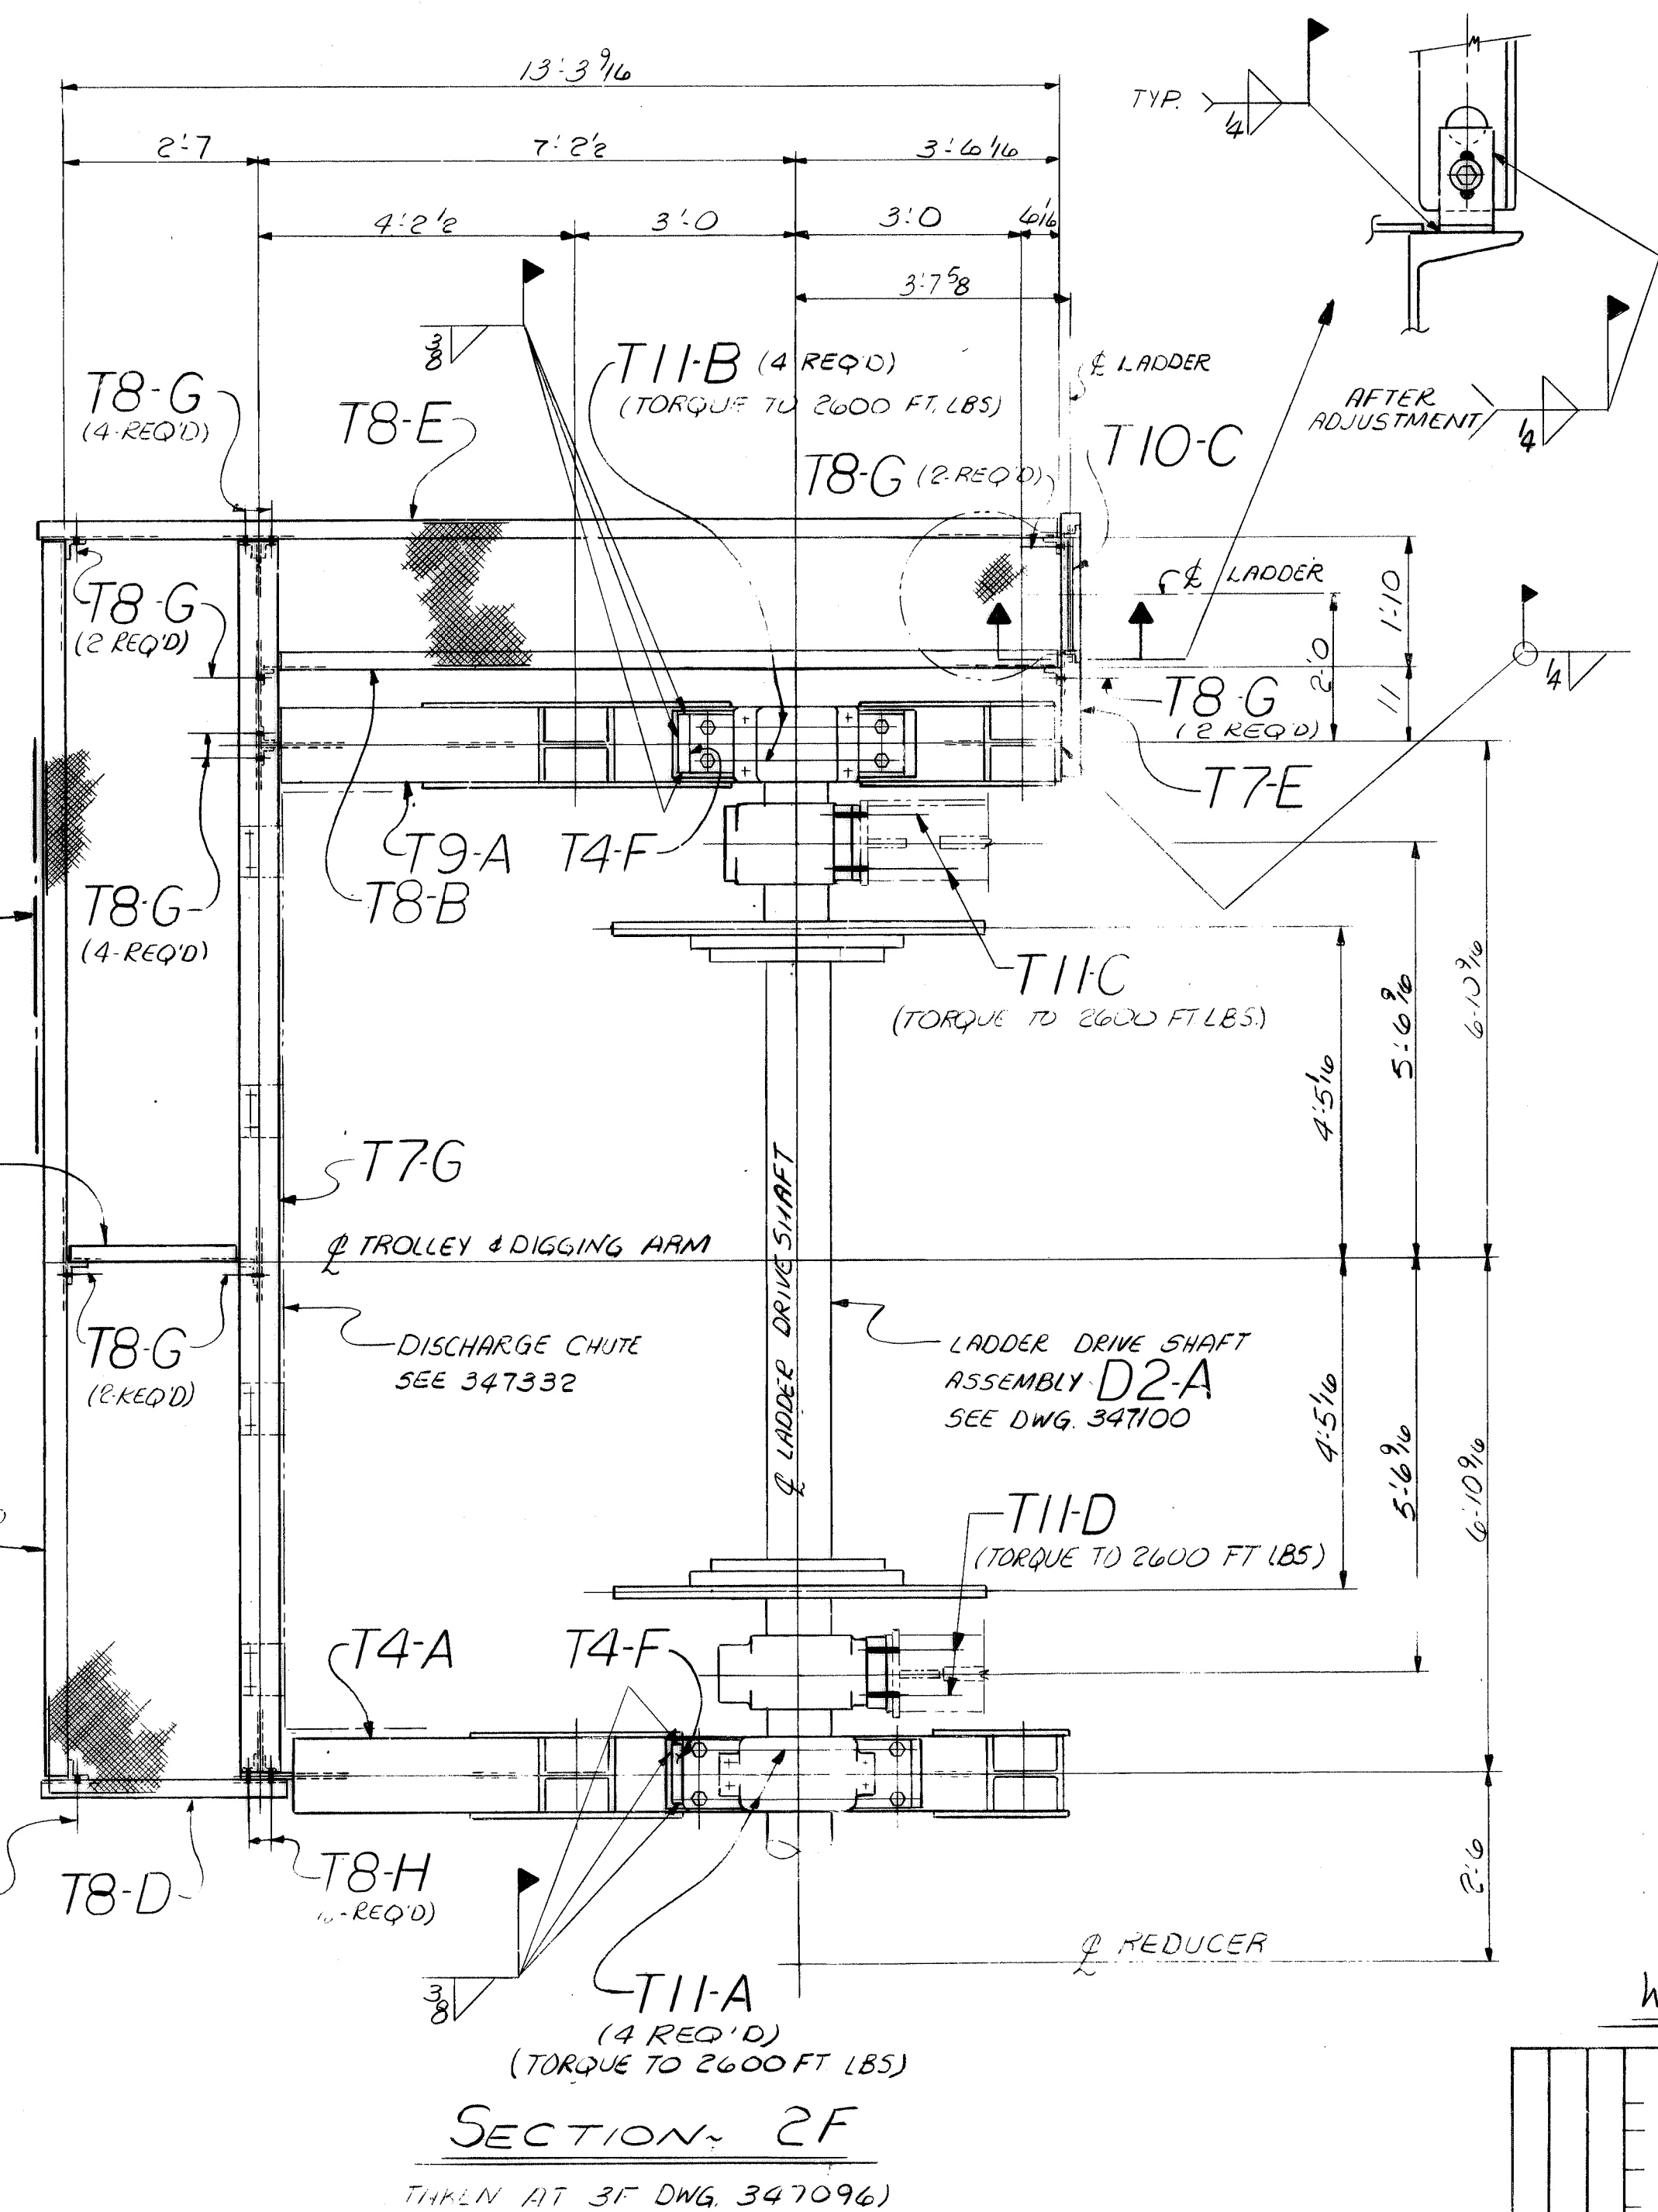 13'-3 9/16
2'-7
7'-2 1/2
3'-6 1/16
4'-2 1/2
3'-0
3'-0
6 1/16
3'-7 5/8
TYP.
1/4
AFTER
ADJUSTMENT
1/4
3/8
T11-B (4 REQ'D)
(TORQUE TO 2600 FT. LBS)
℄ LADDER
T8-G
(4-REQ'D)
T8-E
T10-C
T8-G (2-REQ'D)
℄ LADDER
1'-10
2'-0
11
1/4
T8-G
(2 REQ'D)
T8-G
(2 REQ'D)
T7-E
T9-A
T4-F
T8-B
T8-G
(4-REQ'D)
T11-C
(TORQUE TO 2600 FT LBS.)
4'-5 1/16
5'-6 9/16
6'-10 9/16
T7-G
℄ TROLLEY & DIGGING ARM
℄ LADDER DRIVE SHAFT
T8-G
(2-REQ'D)
DISCHARGE CHUTE
SEE 347332
LADDER DRIVE SHAFT
ASSEMBLY D2-A
SEE DWG. 347100
4'-5 1/16
5'-6 9/16
6'-10 9/16
T11-D
(TORQUE TO 2600 FT LBS)
T4-A
T4-F
T8-D
T8-H
-REQ'D)
2'-6
℄ REDUCER
3/8
T11-A
(4 REQ'D)
(TORQUE TO 2600 FT LBS)
SECTION ~ 2F
TAKEN AT 3F DWG. 347096)